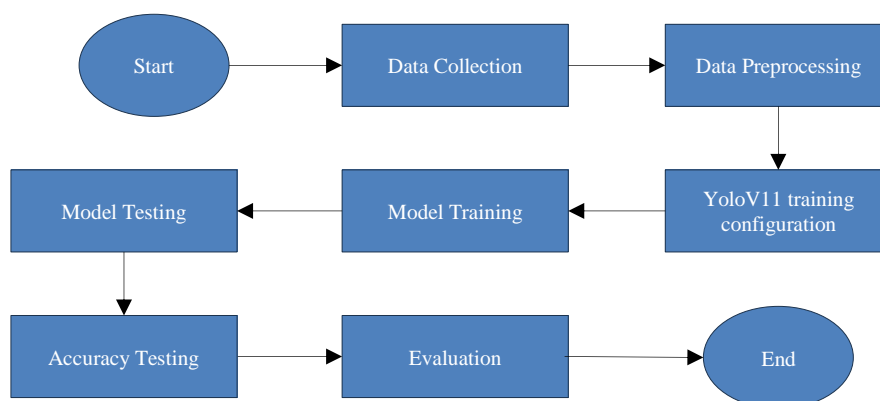 Start
Data Collection
Data Preprocessing
YoloV11 training
configuration
Model Training
Model Testing
Accuracy Testing
Evaluation
End